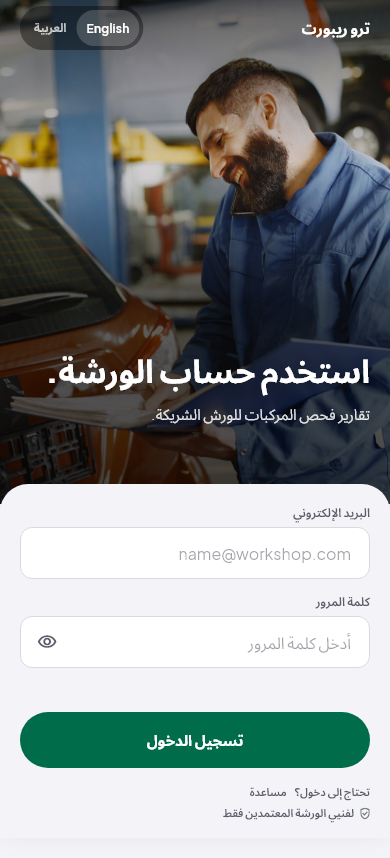 ترو ريبورت
English العربية
استخدم حساب الورشة.
تقارير فحص المركبات للورش الشريكة.
البريد الإلكتروني
name@workshop.com
كلمة المرور
أدخل كلمة المرور
تسجيل الدخول
تحتاج إلى دخول؟ مساعدة
لفنيي الورشة المعتمدين فقط